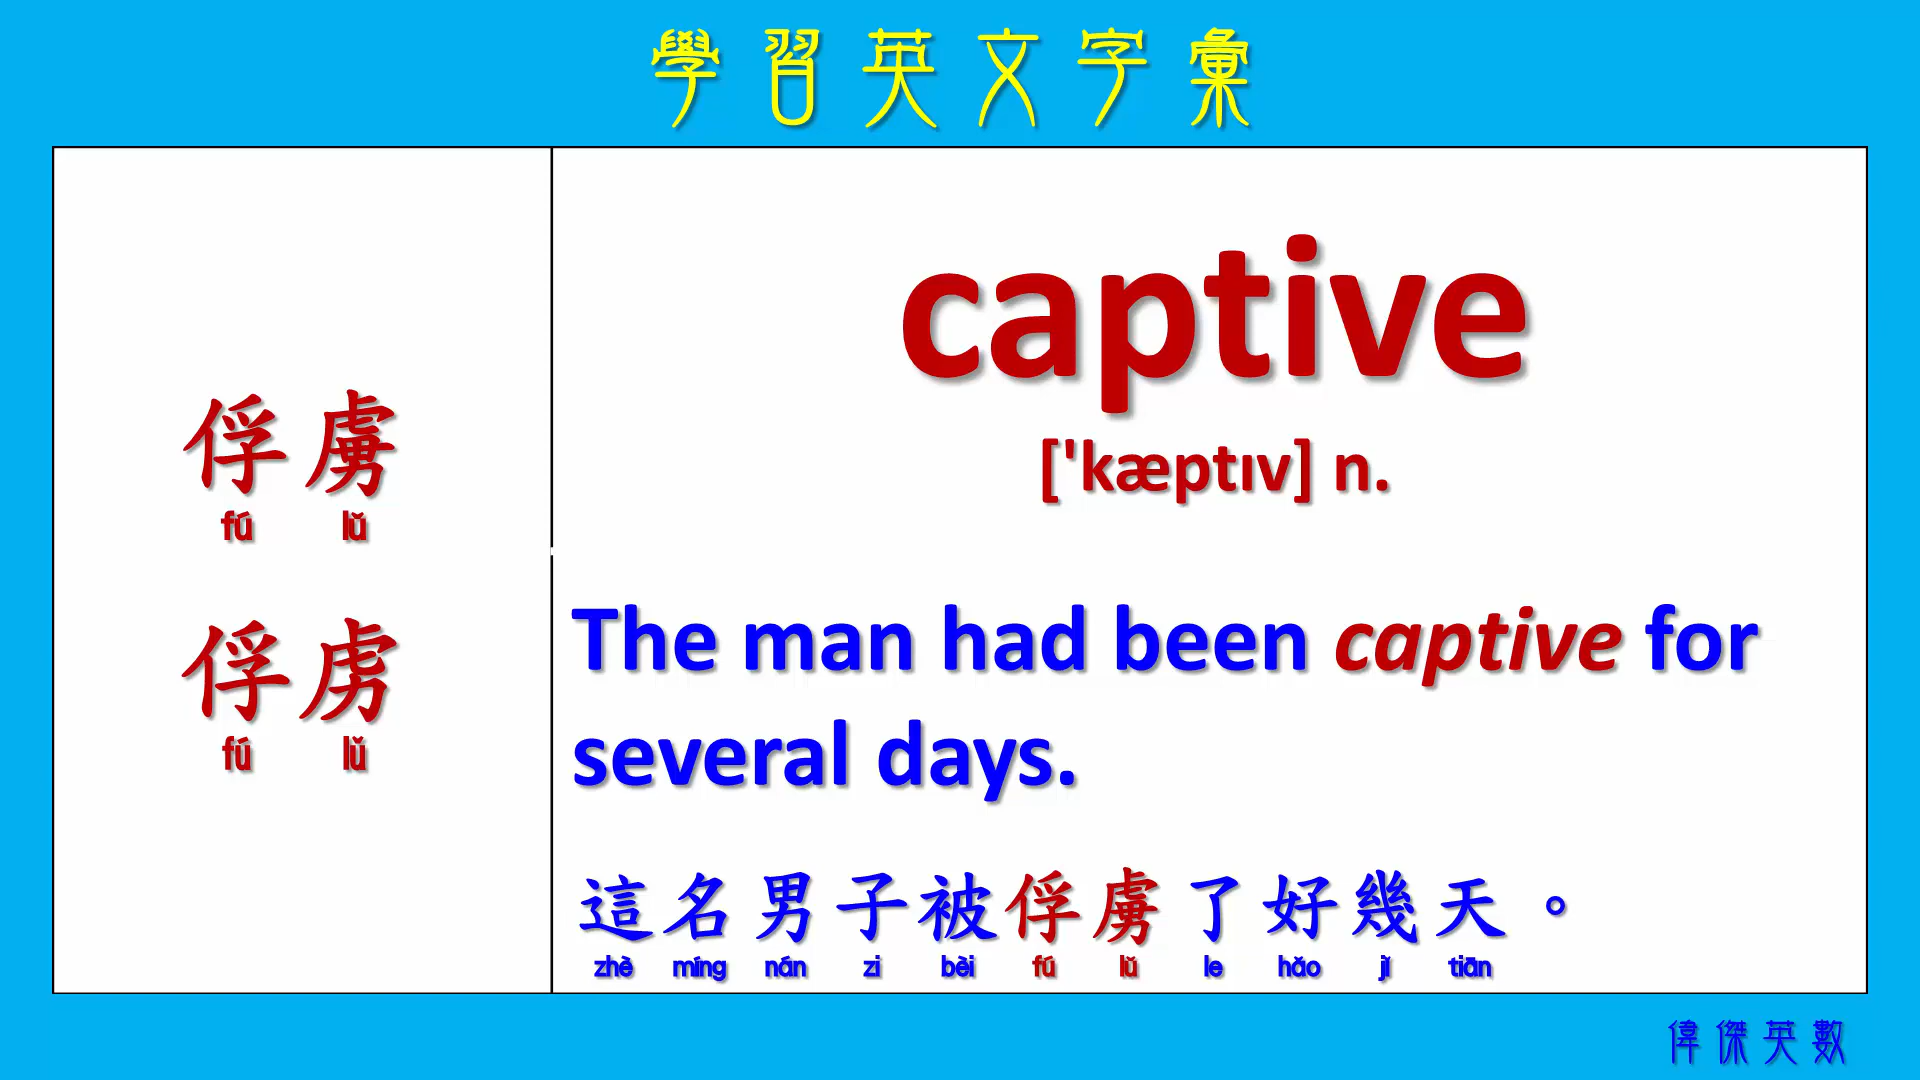 學習英文字彙
俘虜
fú lǔ
俘虏
fú lǔ
captive
['kæptɪv] n.
The man had been captive for
several days.
這名男子被俘虜了好幾天。
zhè míng nán zi bèi fú lǔ le hǎo jǐ tiān
偉傑英數